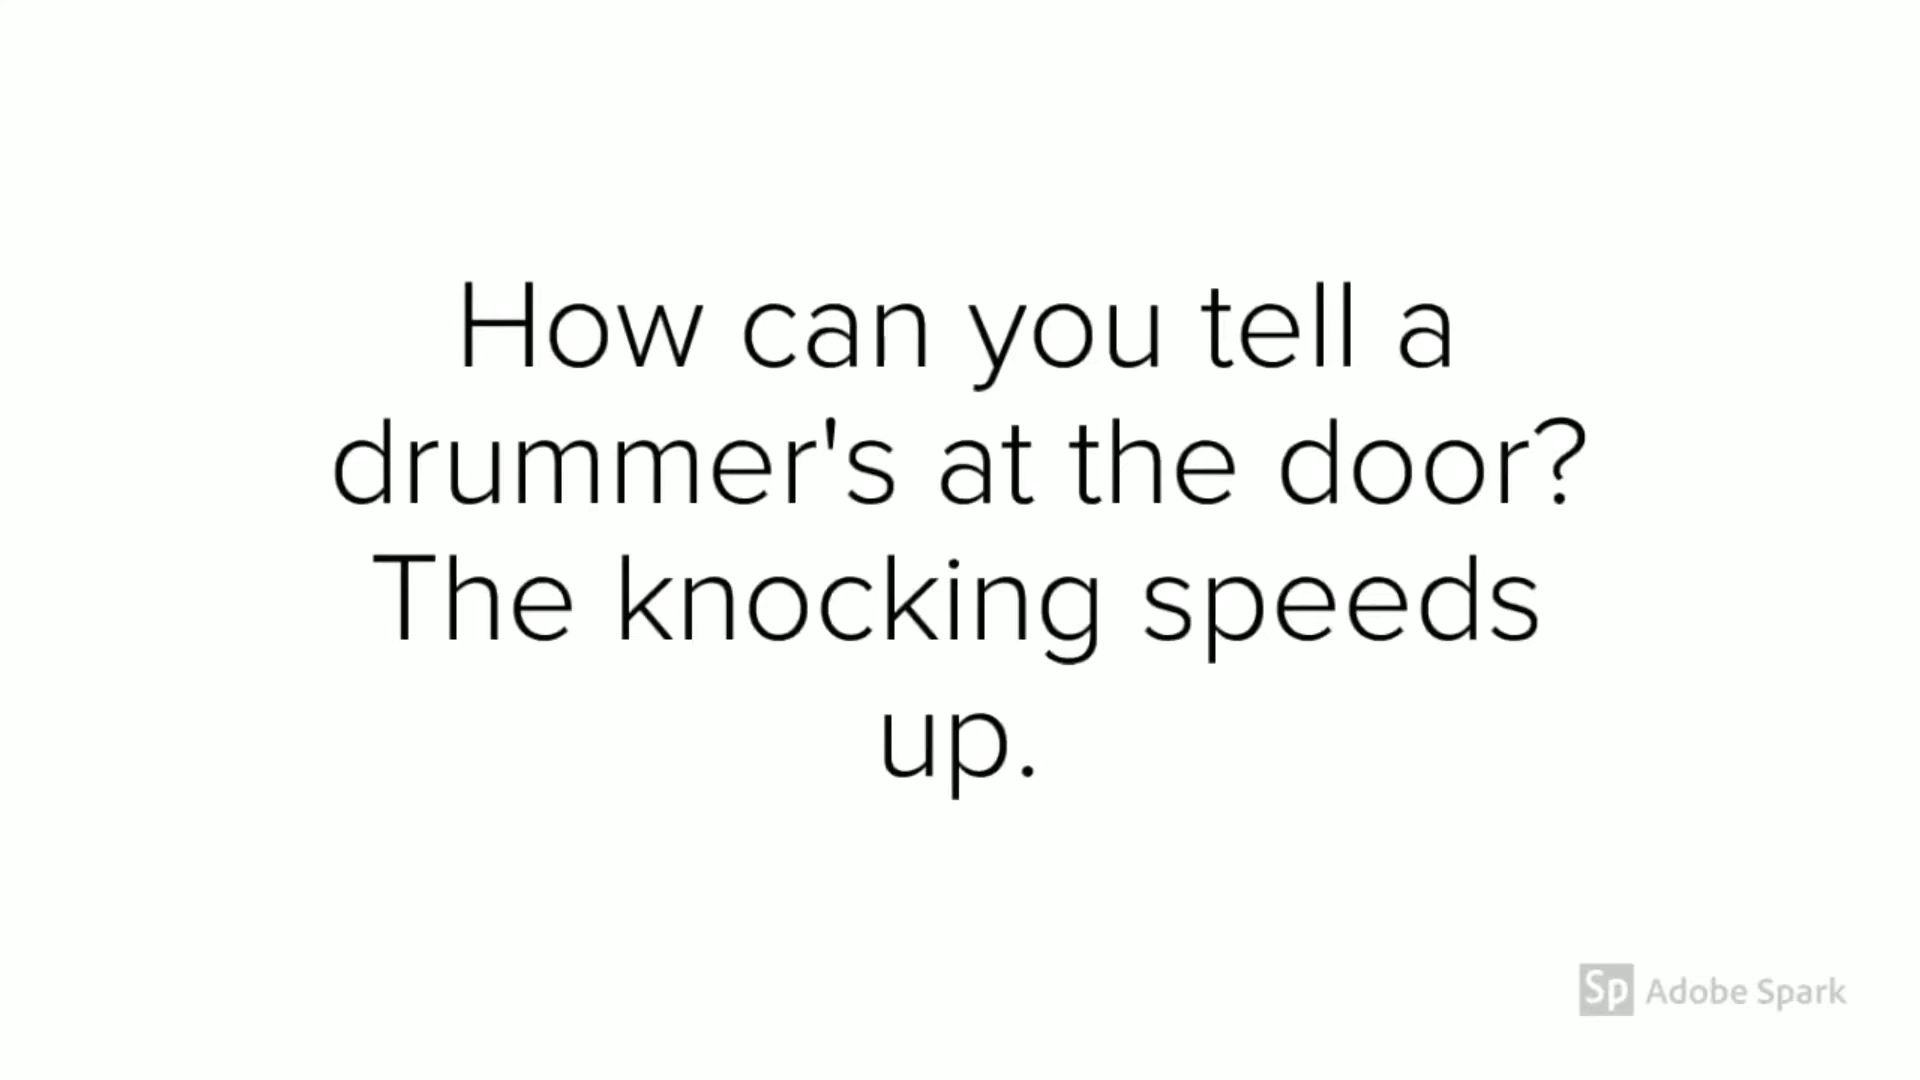 How can you tell a
drummer's at the door?
The knocking speeds
up.
Sp Adobe Spark